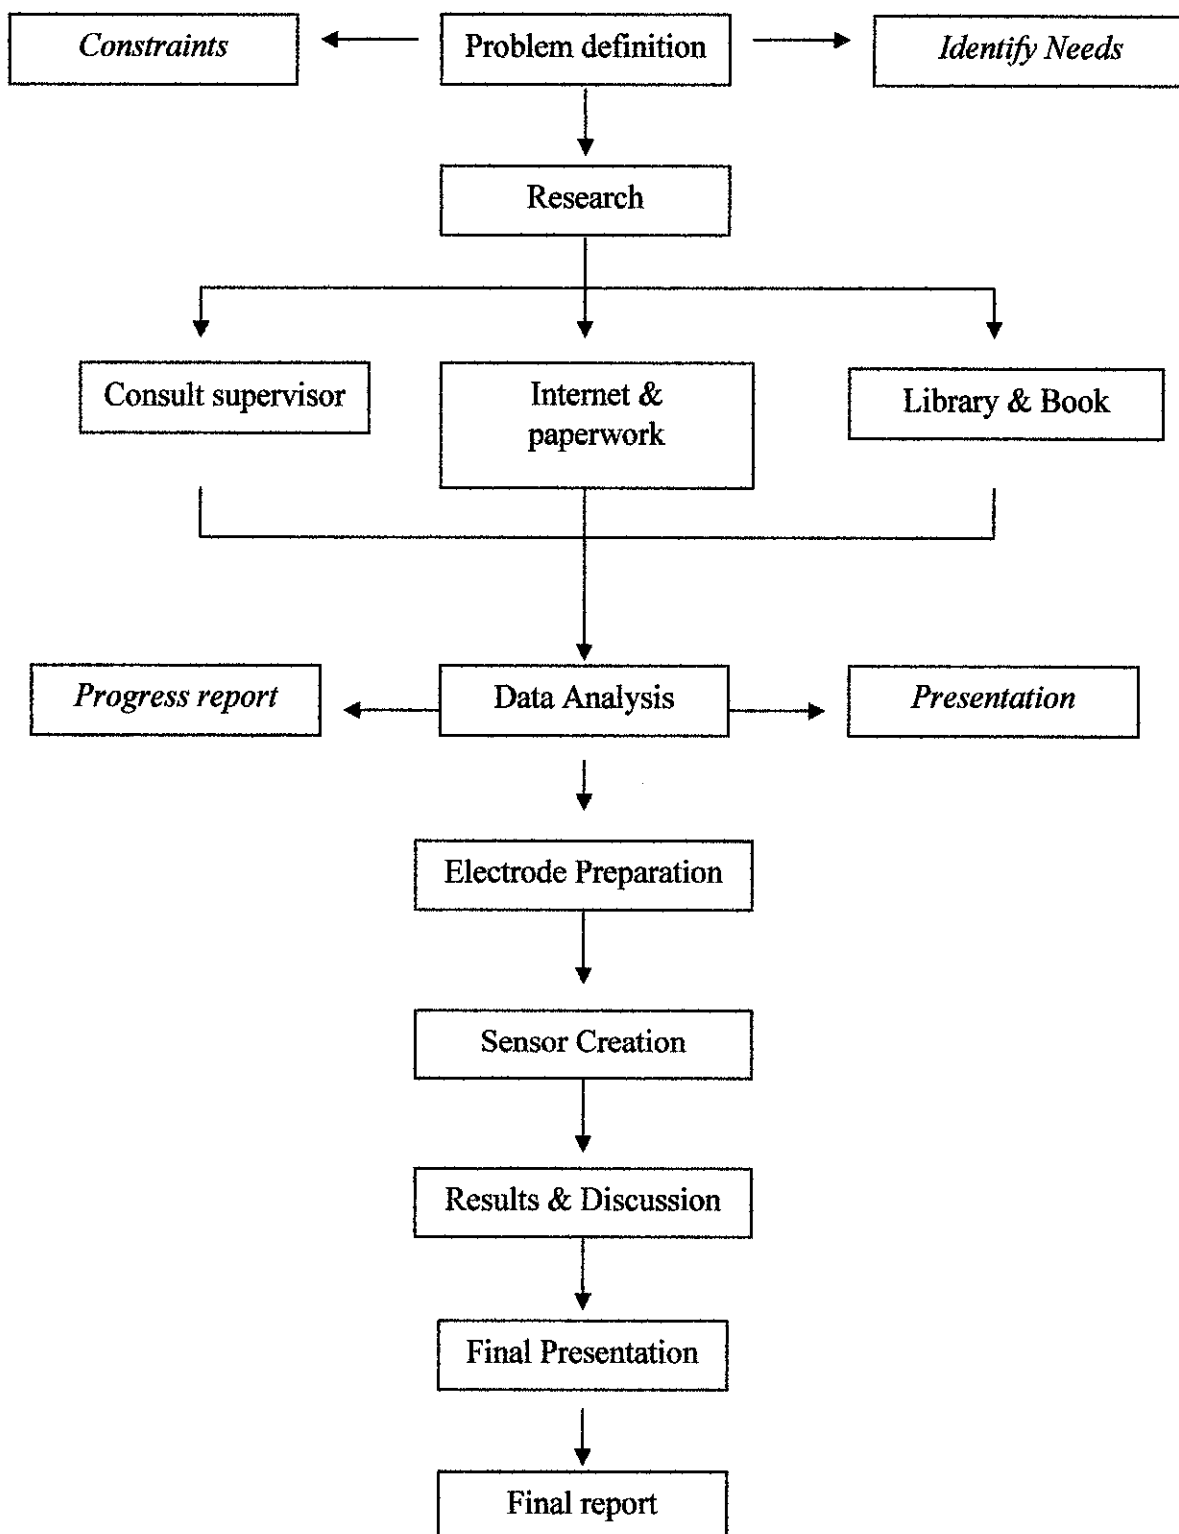 Constraints
Problem definition
Identify Needs
Research
Consult supervisor
Internet &
paperwork
Library & Book
Progress report
Data Analysis
Presentation
Electrode Preparation
Sensor Creation
Results & Discussion
Final Presentation
Final report